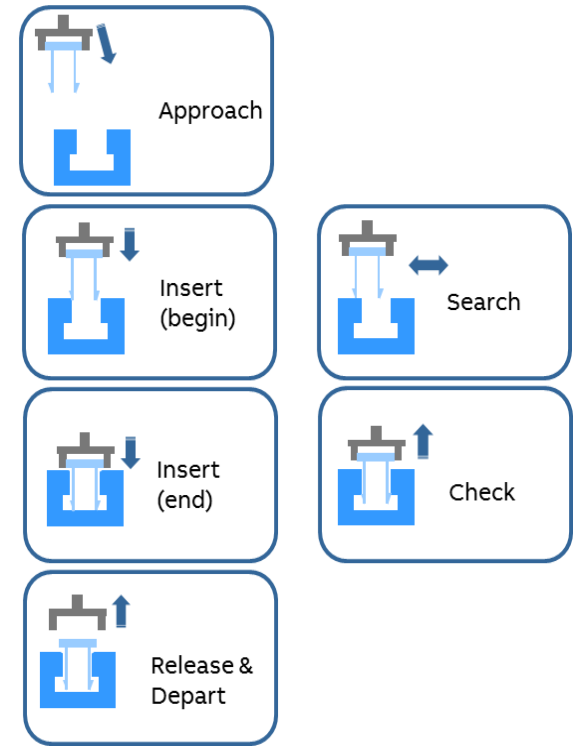 Approach
Insert
(begin)
Search
Insert
(end)
Check
Release &
Depart